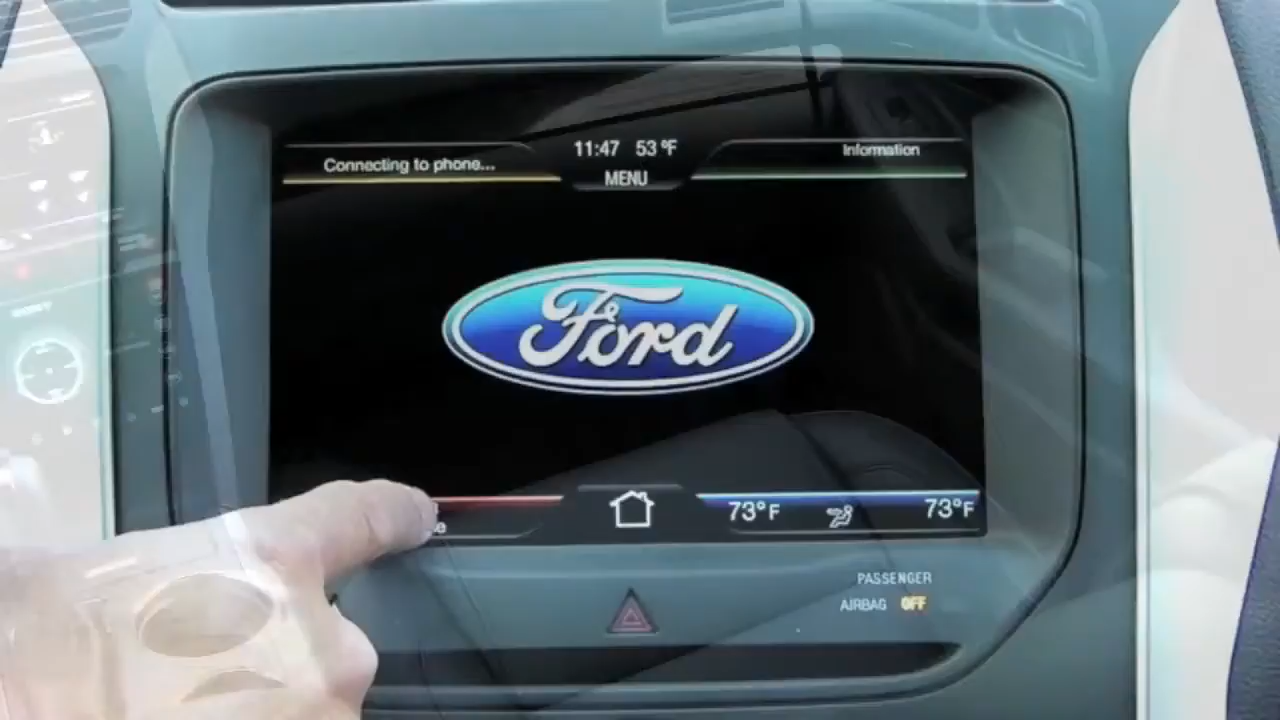 11:47 53 °F
Connecting to phone...
Information
MENU
Ford
73°F
73°F
PASSENGER
AIRBAG OFF